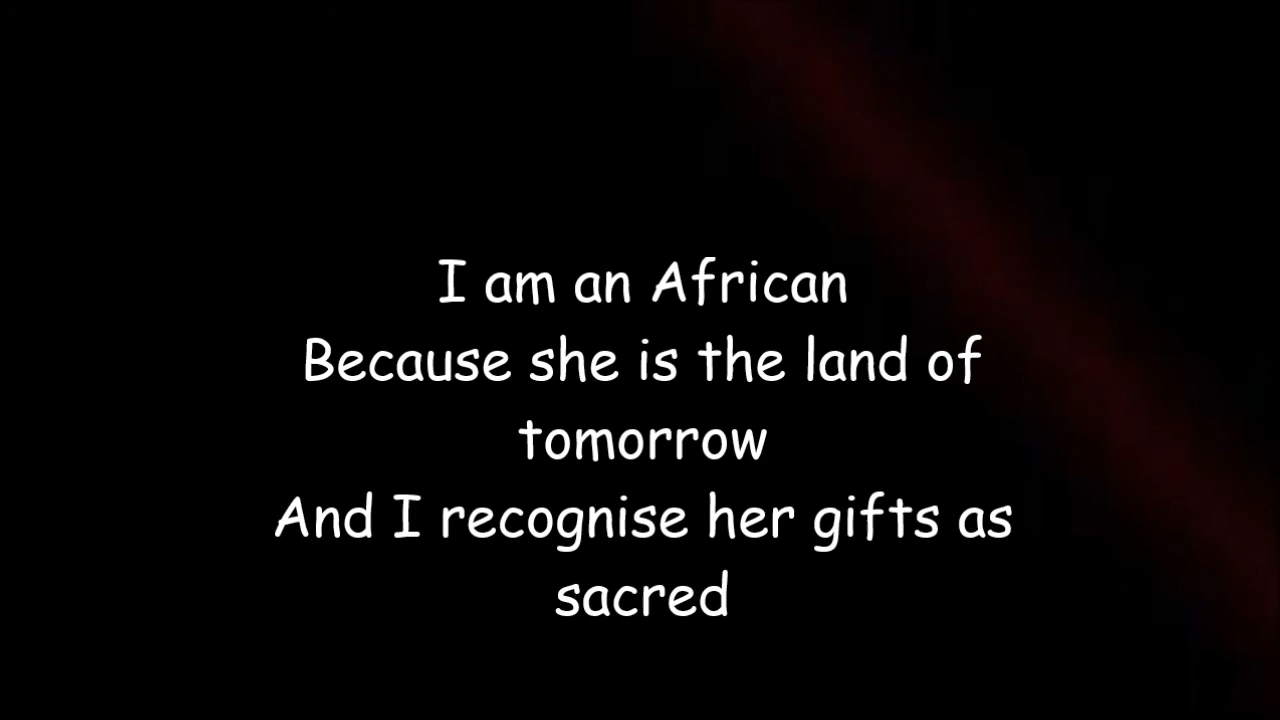 I am an African
Because she is the land of
tomorrow
And I recognise her gifts as
sacred